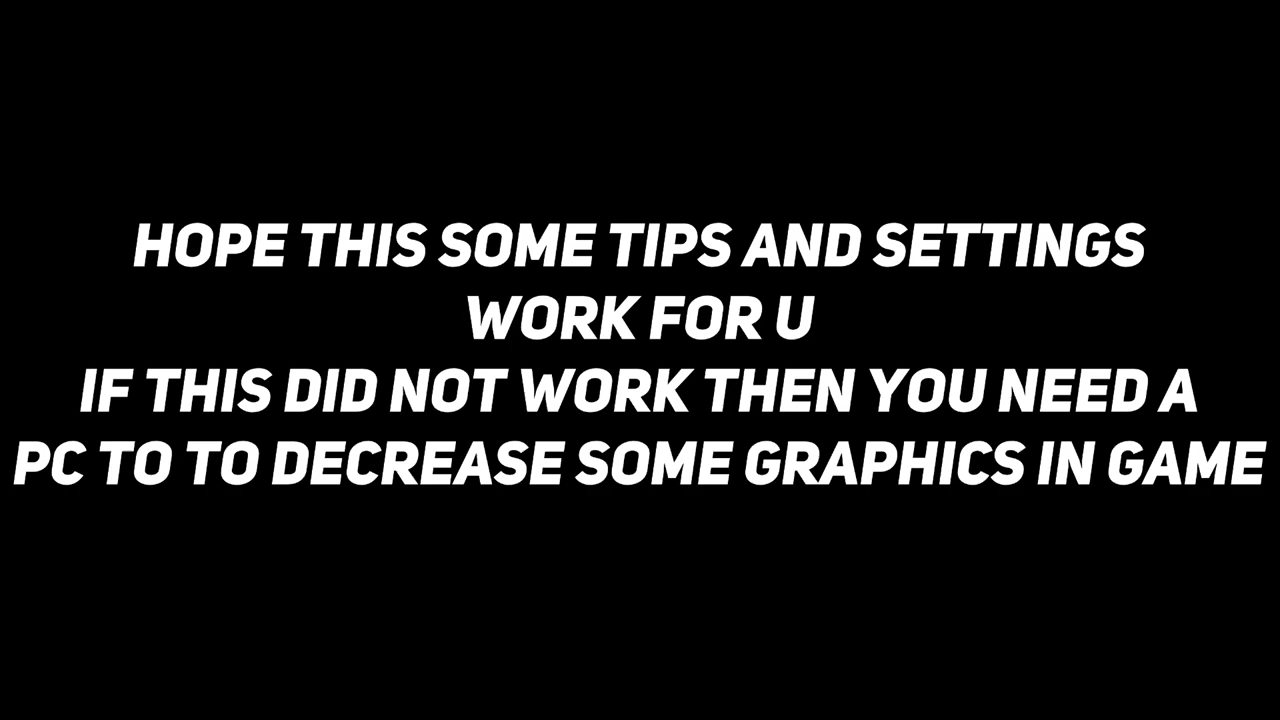 HOPE THIS SOME TIPS AND SETTINGS
WORK FOR U
IF THIS DID NOT WORK THEN YOU NEED A
PC TO TO DECREASE SOME GRAPHICS IN GAME